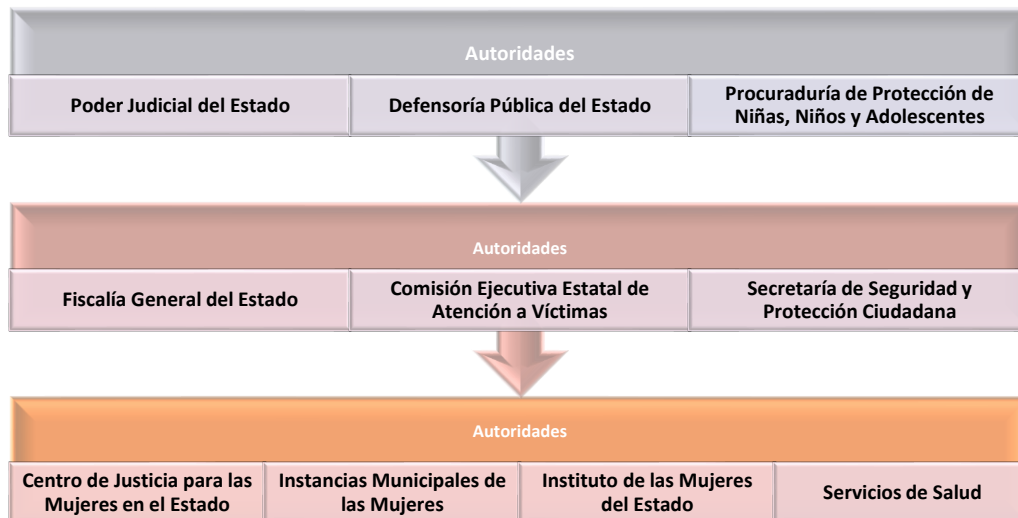 Autoridades
Poder Judicial del Estado
Defensoría Pública del Estado
Procuraduría de Protección de
Niñas, Niños y Adolescentes
Autoridades
Fiscalía General del Estado
Comisión Ejecutiva Estatal de
Atención a Víctimas
Secretaría de Seguridad y
Protección Ciudadana
Autoridades
Centro de Justicia para las
Mujeres en el Estado
Instancias Municipales de
las Mujeres
Instituto de las Mujeres
del Estado
Servicios de Salud